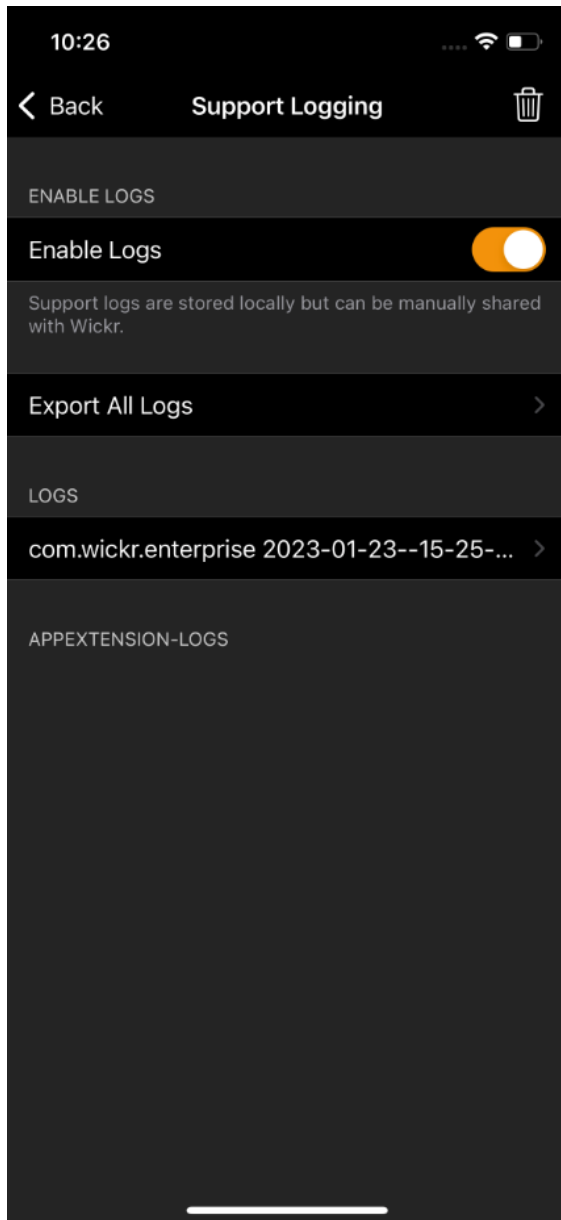 10:26
Back
Support Logging
ENABLE LOGS
Enable Logs
Support logs are stored locally but can be manually shared
with Wickr.
Export All Logs
LOGS
com.wickr.enterprise 2023-01-23--15-25-...
APPEXTENSION-LOGS